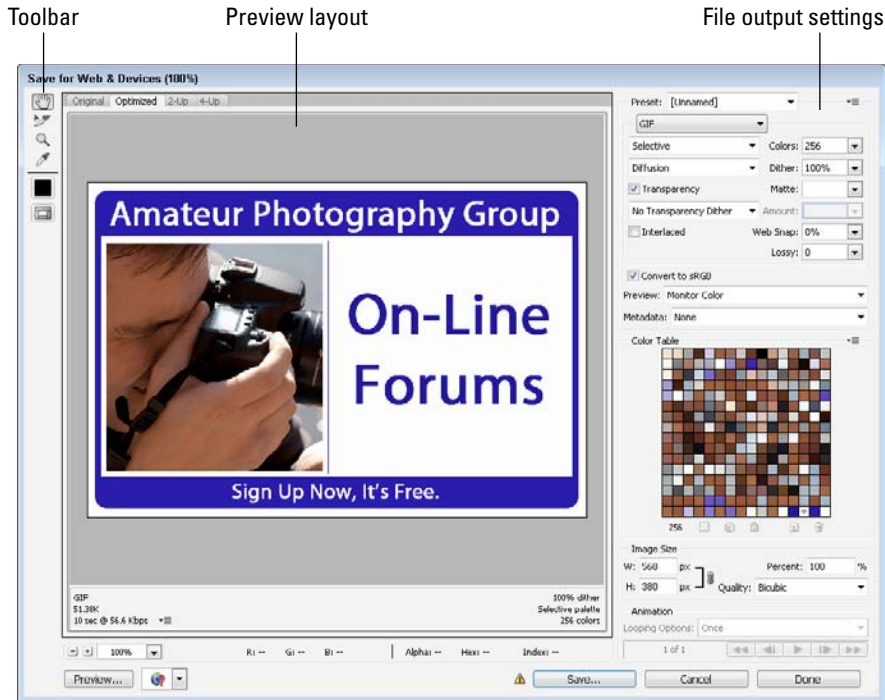 Toolbar
Preview layout
File output settings
Save for Web & Devices (100%)
Original Optimized 2-Up 4-Up
Amateur Photography Group
On-Line
Forums
Sign Up Now, It's Free.
GIF
51.38K
10 sec @ 56.6 Kbps
100% dither
Selective palette
256 colors
Preset: [Unnamed]
GIF
Selective Colors: 256
Diffusion Dither: 100%
Transparency Matte:
No Transparency Dither Amount:
Interlaced Web Snap: 0%
Lossy: 0
Convert to sRGB
Preview: Monitor Color
Metadata: None
Color Table
256
Image Size
W: 560 px Percent: 100 %
H: 380 px Quality: Bicubic
Animation
Looping Options: Once
1 of 1
100% R: -- G: -- B: -- Alpha: -- Hex: -- Index: --
Preview... Save... Cancel Done